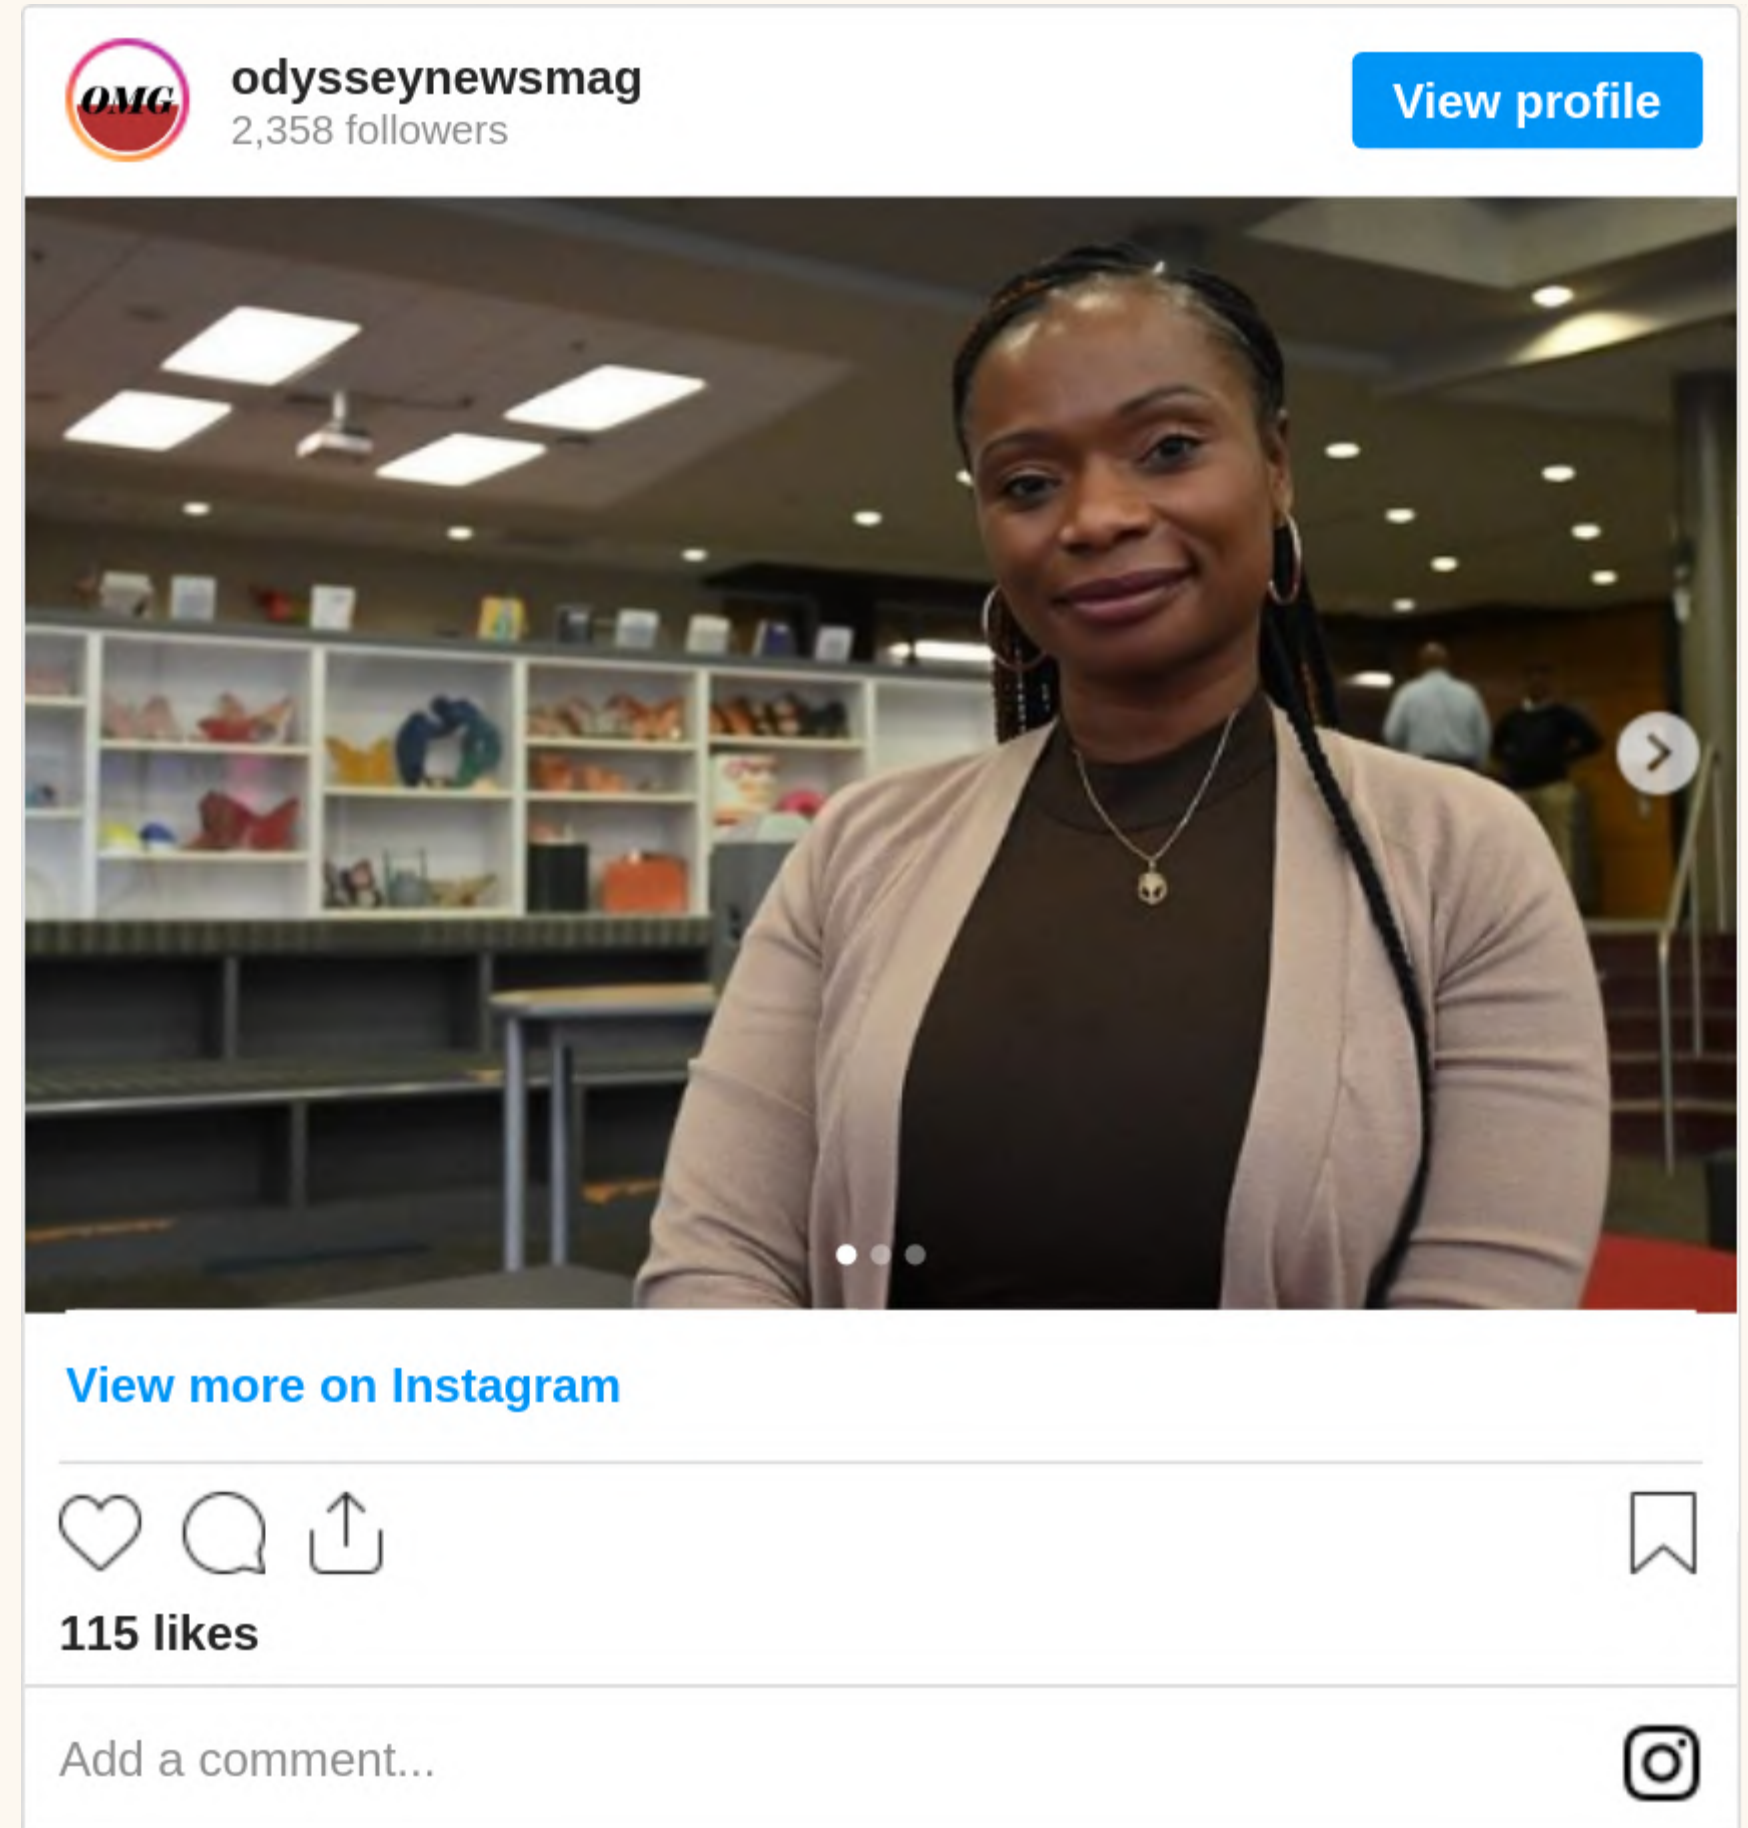 OMG
odysseynewsmag
2,358 followers
View profile
View more on Instagram
115 likes
Add a comment...